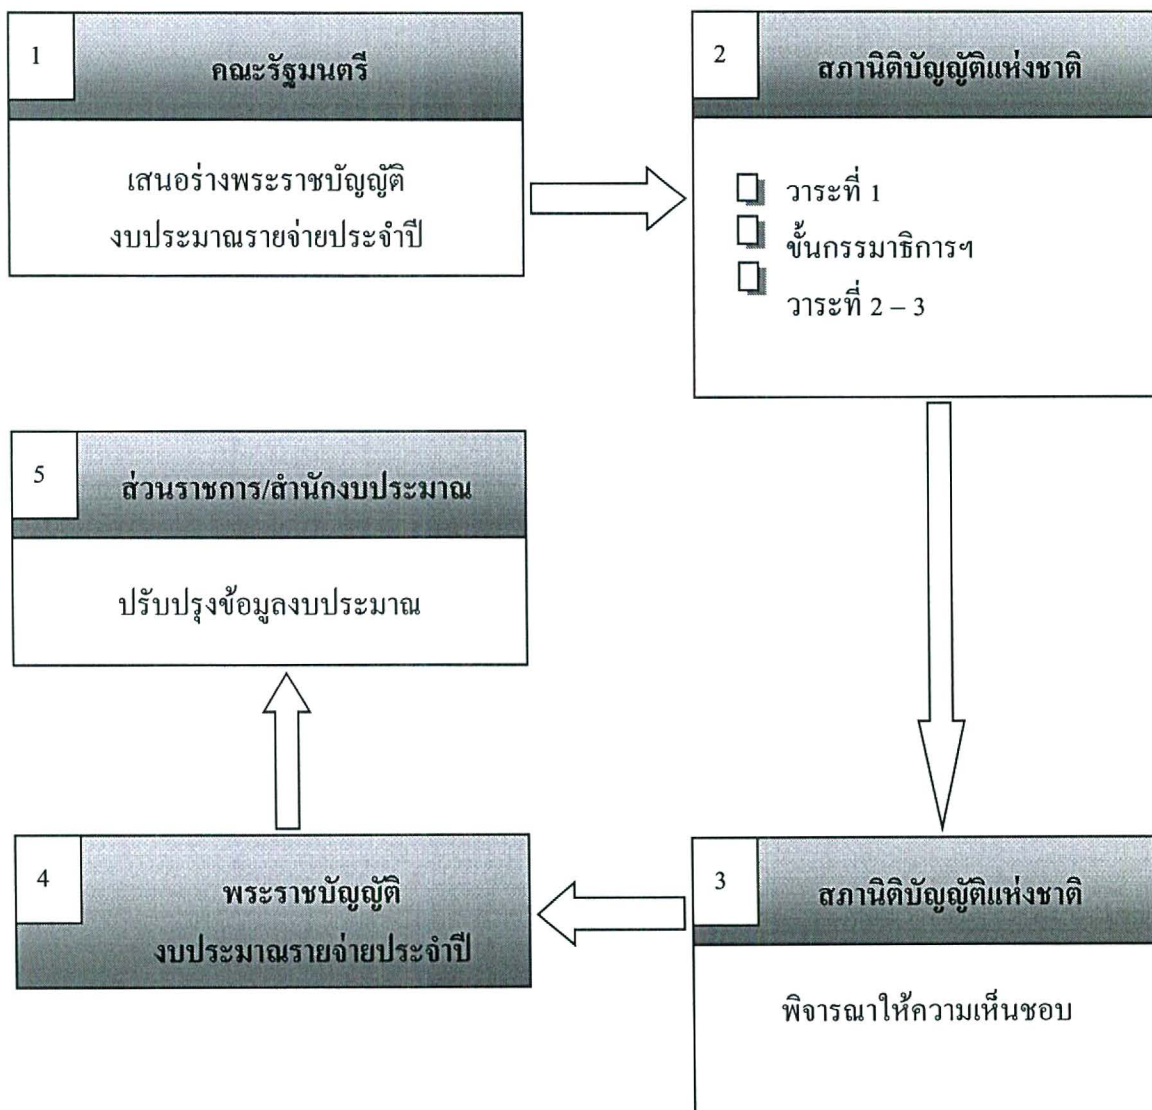 1
คณะรัฐมนตรี
เสนอร่างพระราชบัญญัติ
งบประมาณรายจ่ายประจำปี
2
สภานิติบัญญัติแห่งชาติ
วาระที่ 1
ขั้นกรรมาธิการฯ
วาระที่ 2 – 3
3
สภานิติบัญญัติแห่งชาติ
พิจารณาให้ความเห็นชอบ
4
พระราชบัญญัติ
งบประมาณรายจ่ายประจำปี
5
ส่วนราชการ/สำนักงบประมาณ
ปรับปรุงข้อมูลงบประมาณ